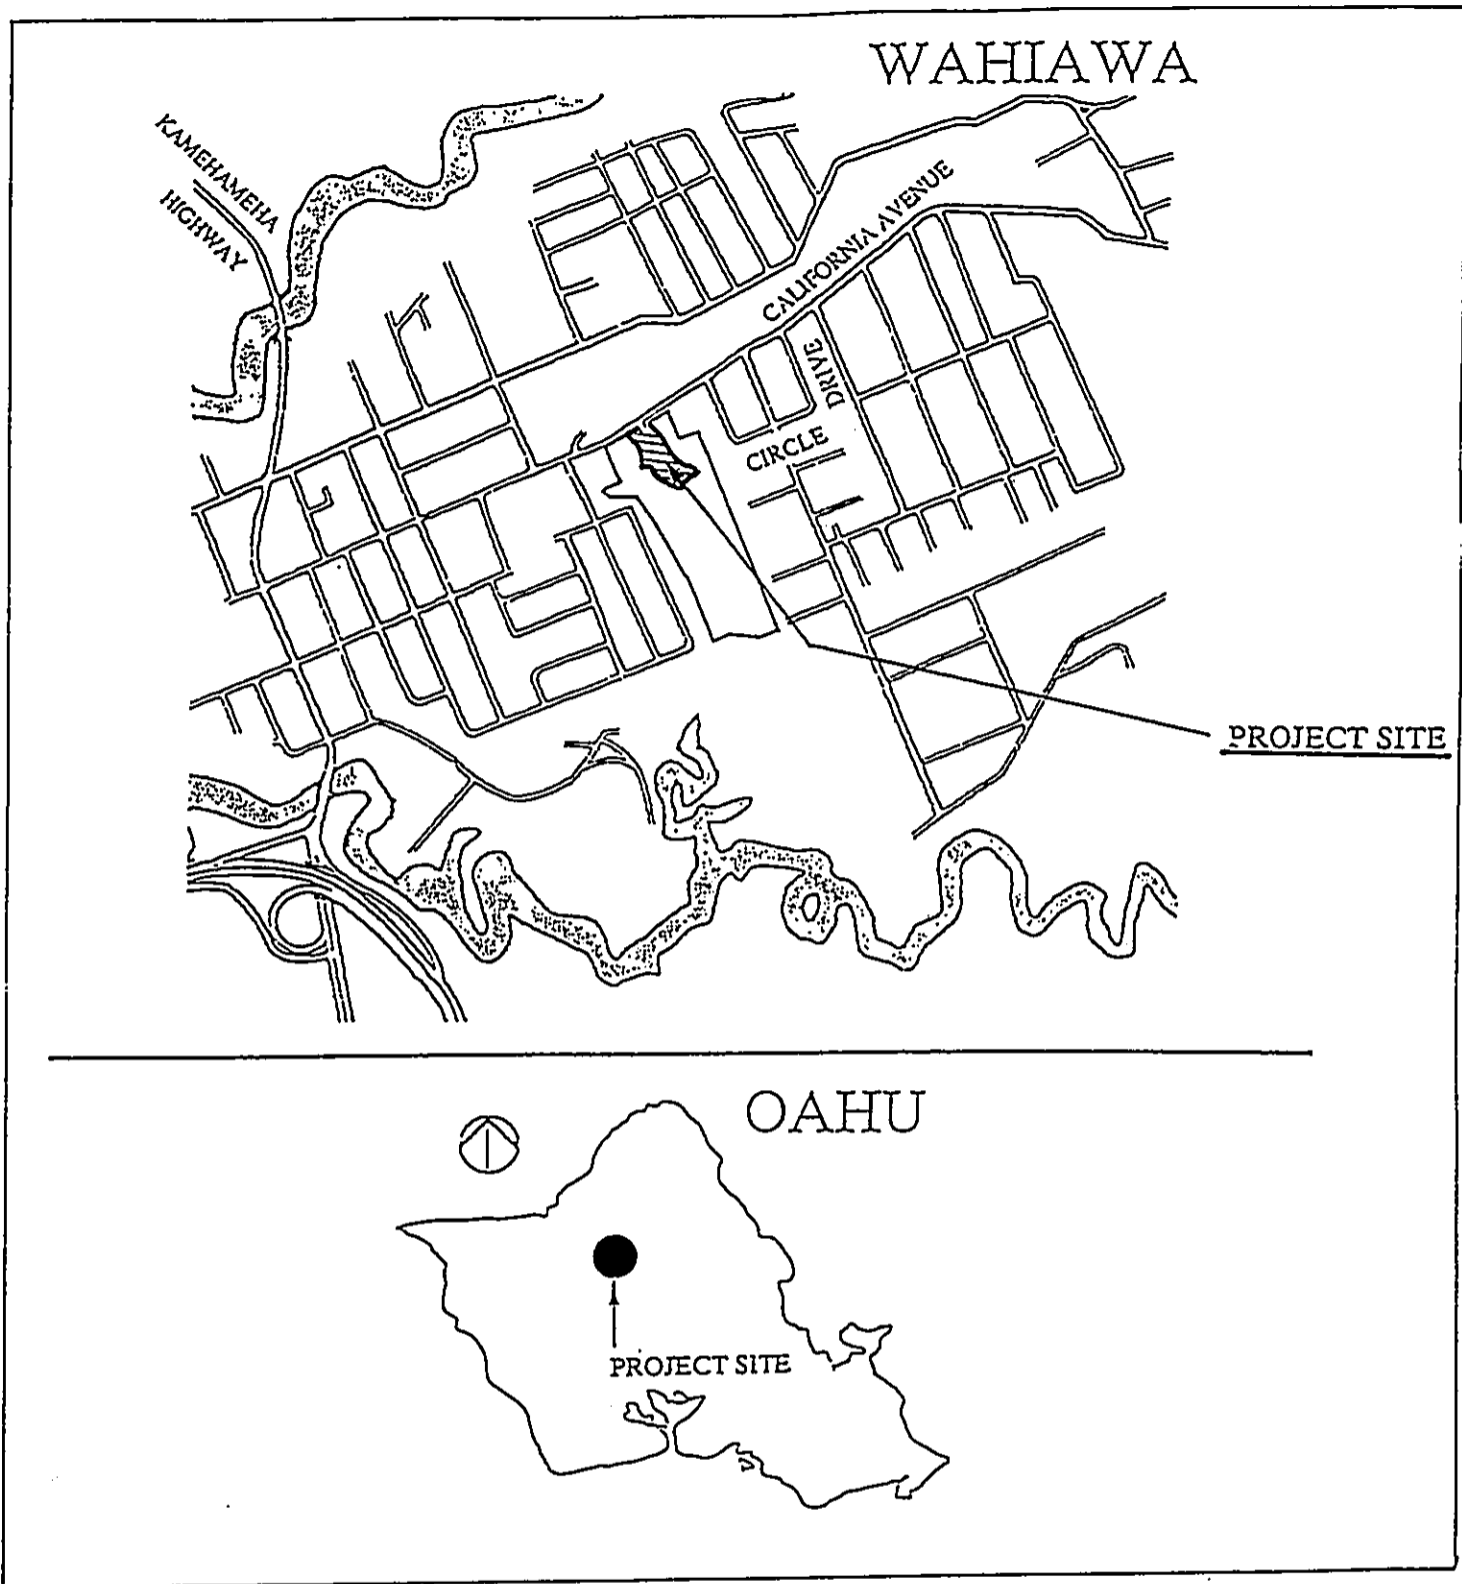 WAHIAWA
KAMEHAMEHA
HIGHWAY
CALIFORNIA AVENUE
CIRCLE DRIVE
PROJECT SITE
OAHU
PROJECT SITE